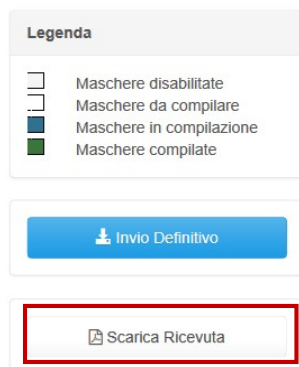 Legenda
Maschere disabilitate
Maschere da compilare
Maschere in compilazione
Maschere compilate
Invio Definitivo
Scarica Ricevuta